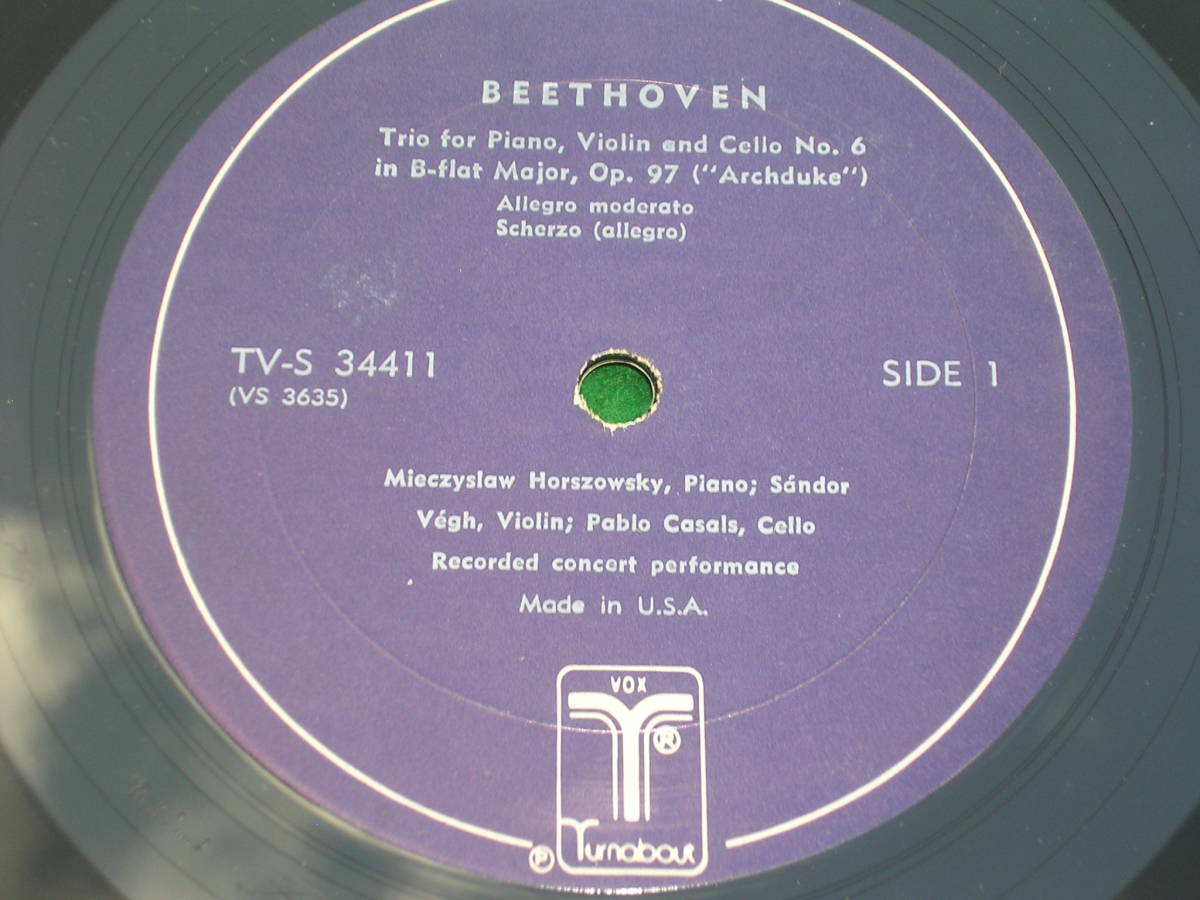 BEETHOVEN
Trio for Piano, Violin and Cello No. 6
in B-flat Major, Op. 97 ("Archduke")
Allegro moderato
Scherzo (allegro)
TV-S 34411
(VS 3635)
SIDE 1
Mieczyslaw Horszowsky, Piano; Sándor
Végh, Violin; Pablo Casals, Cello
Recorded concert performance
Made in U.S.A.
VOX
®
Turnabout
℗